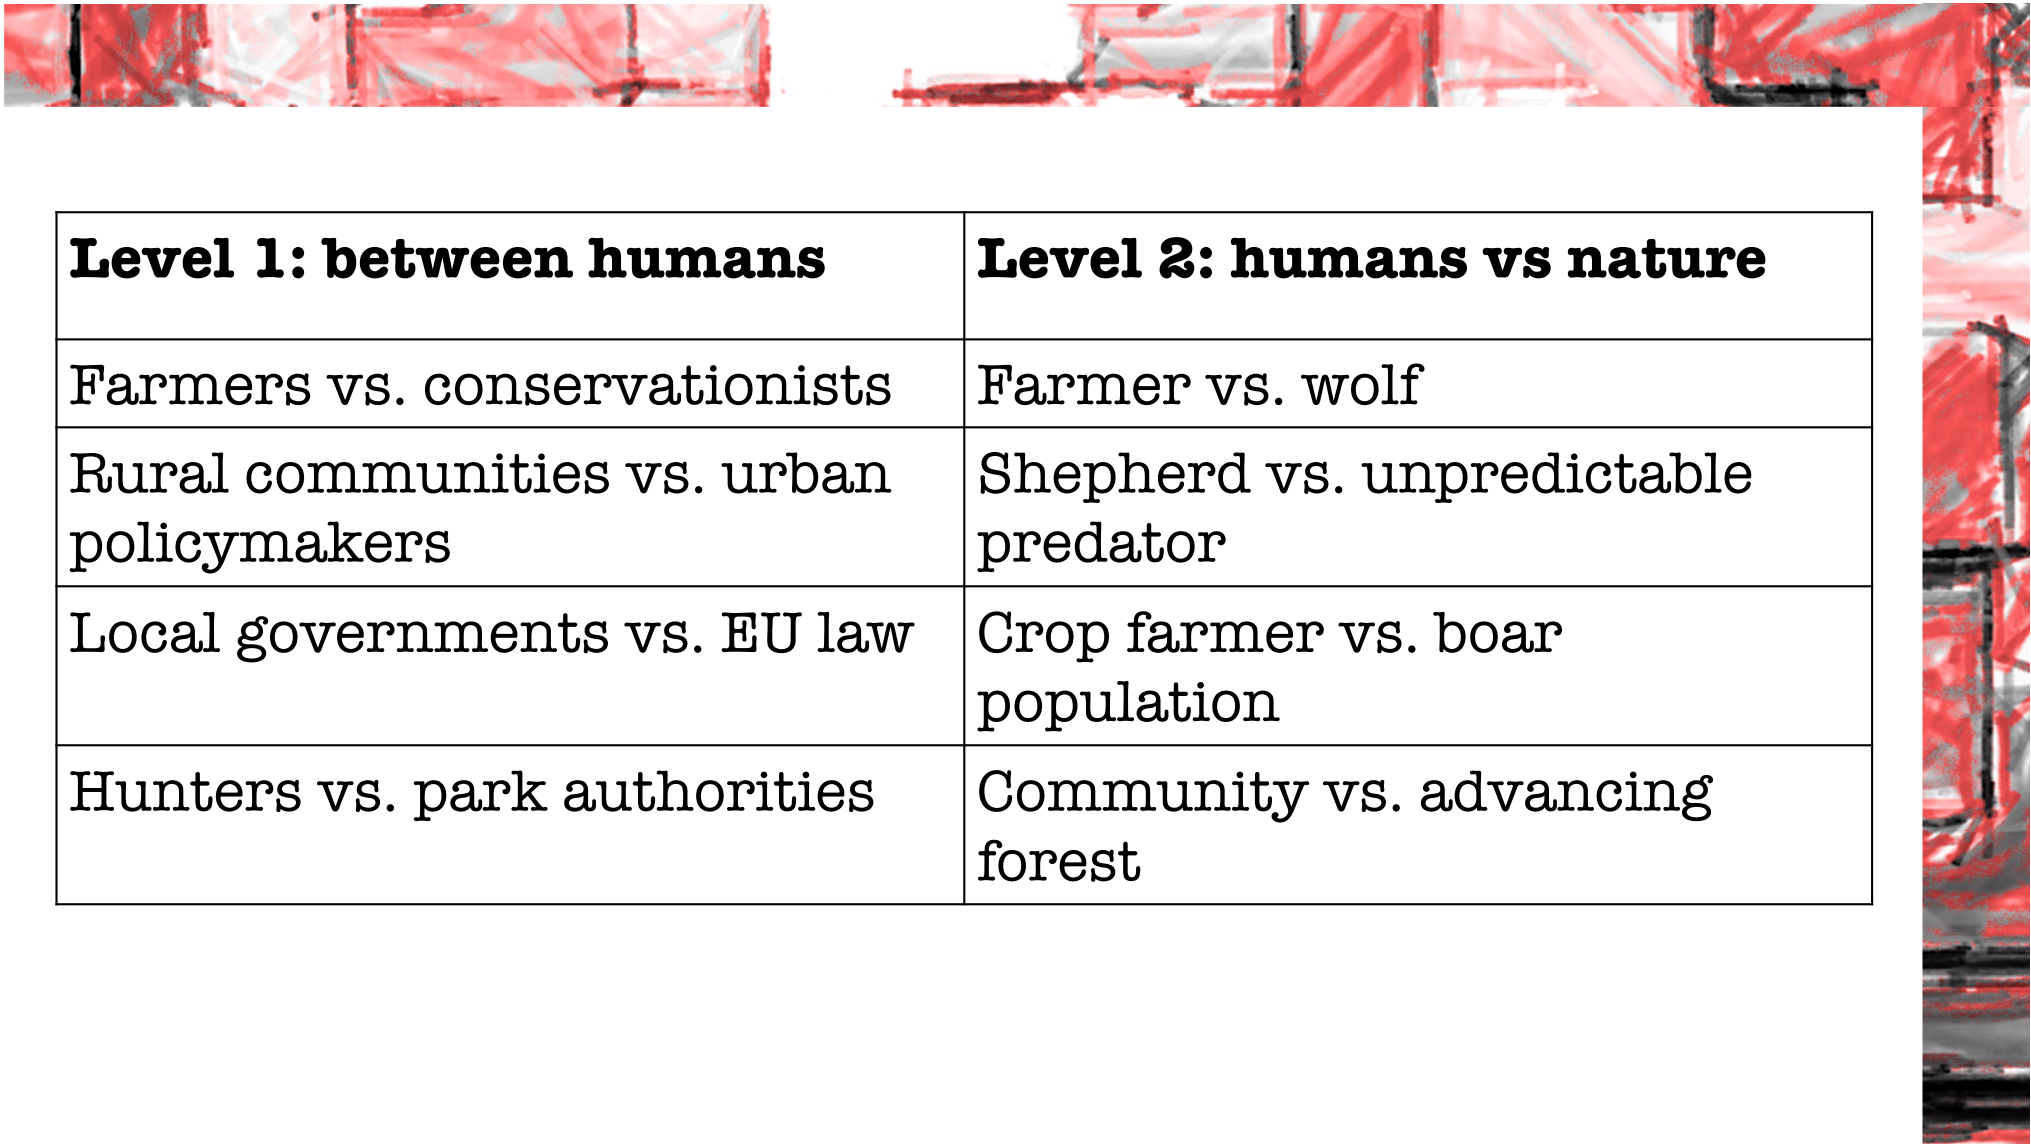 Level 1: between humans
Level 2: humans vs nature
Farmers vs. conservationists
Farmer vs. wolf
Rural communities vs. urban
policymakers
Shepherd vs. unpredictable
predator
Local governments vs. EU law
Crop farmer vs. boar
population
Hunters vs. park authorities
Community vs. advancing
forest